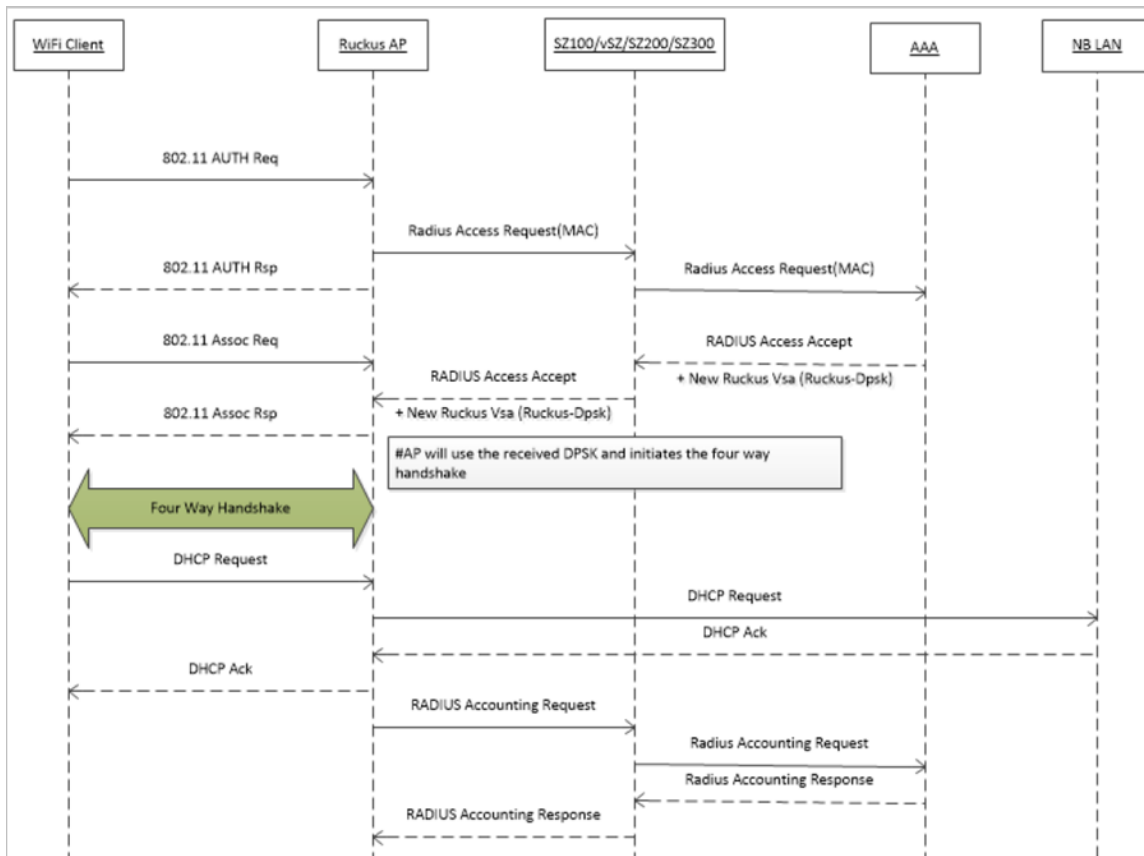 WiFi Client
Ruckus AP
SZ100/vSZ/SZ200/SZ300
AAA
NB LAN
802.11 AUTH Req
Radius Access Request(MAC)
802.11 AUTH Rsp
Radius Access Request(MAC)
802.11 Assoc Req
RADIUS Access Accept
+ New Ruckus Vsa (Ruckus-Dpsk)
RADIUS Access Accept
+ New Ruckus Vsa (Ruckus-Dpsk)
802.11 Assoc Rsp
#AP will use the received DPSK and initiates the four way
handshake
Four Way Handshake
DHCP Request
DHCP Request
DHCP Ack
DHCP Ack
RADIUS Accounting Request
Radius Accounting Request
Radius Accounting Response
RADIUS Accounting Response